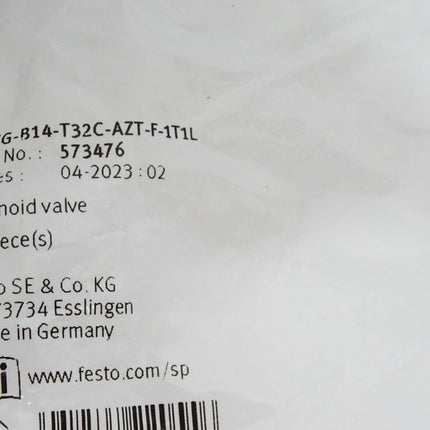 G-B14-T32C-AZT-F-1T1L
No.: 573476
es: 04-2023:02
noid valve
ece(s)
o SE & Co. KG
73734 Esslingen
e in Germany
i www.festo.com/sp